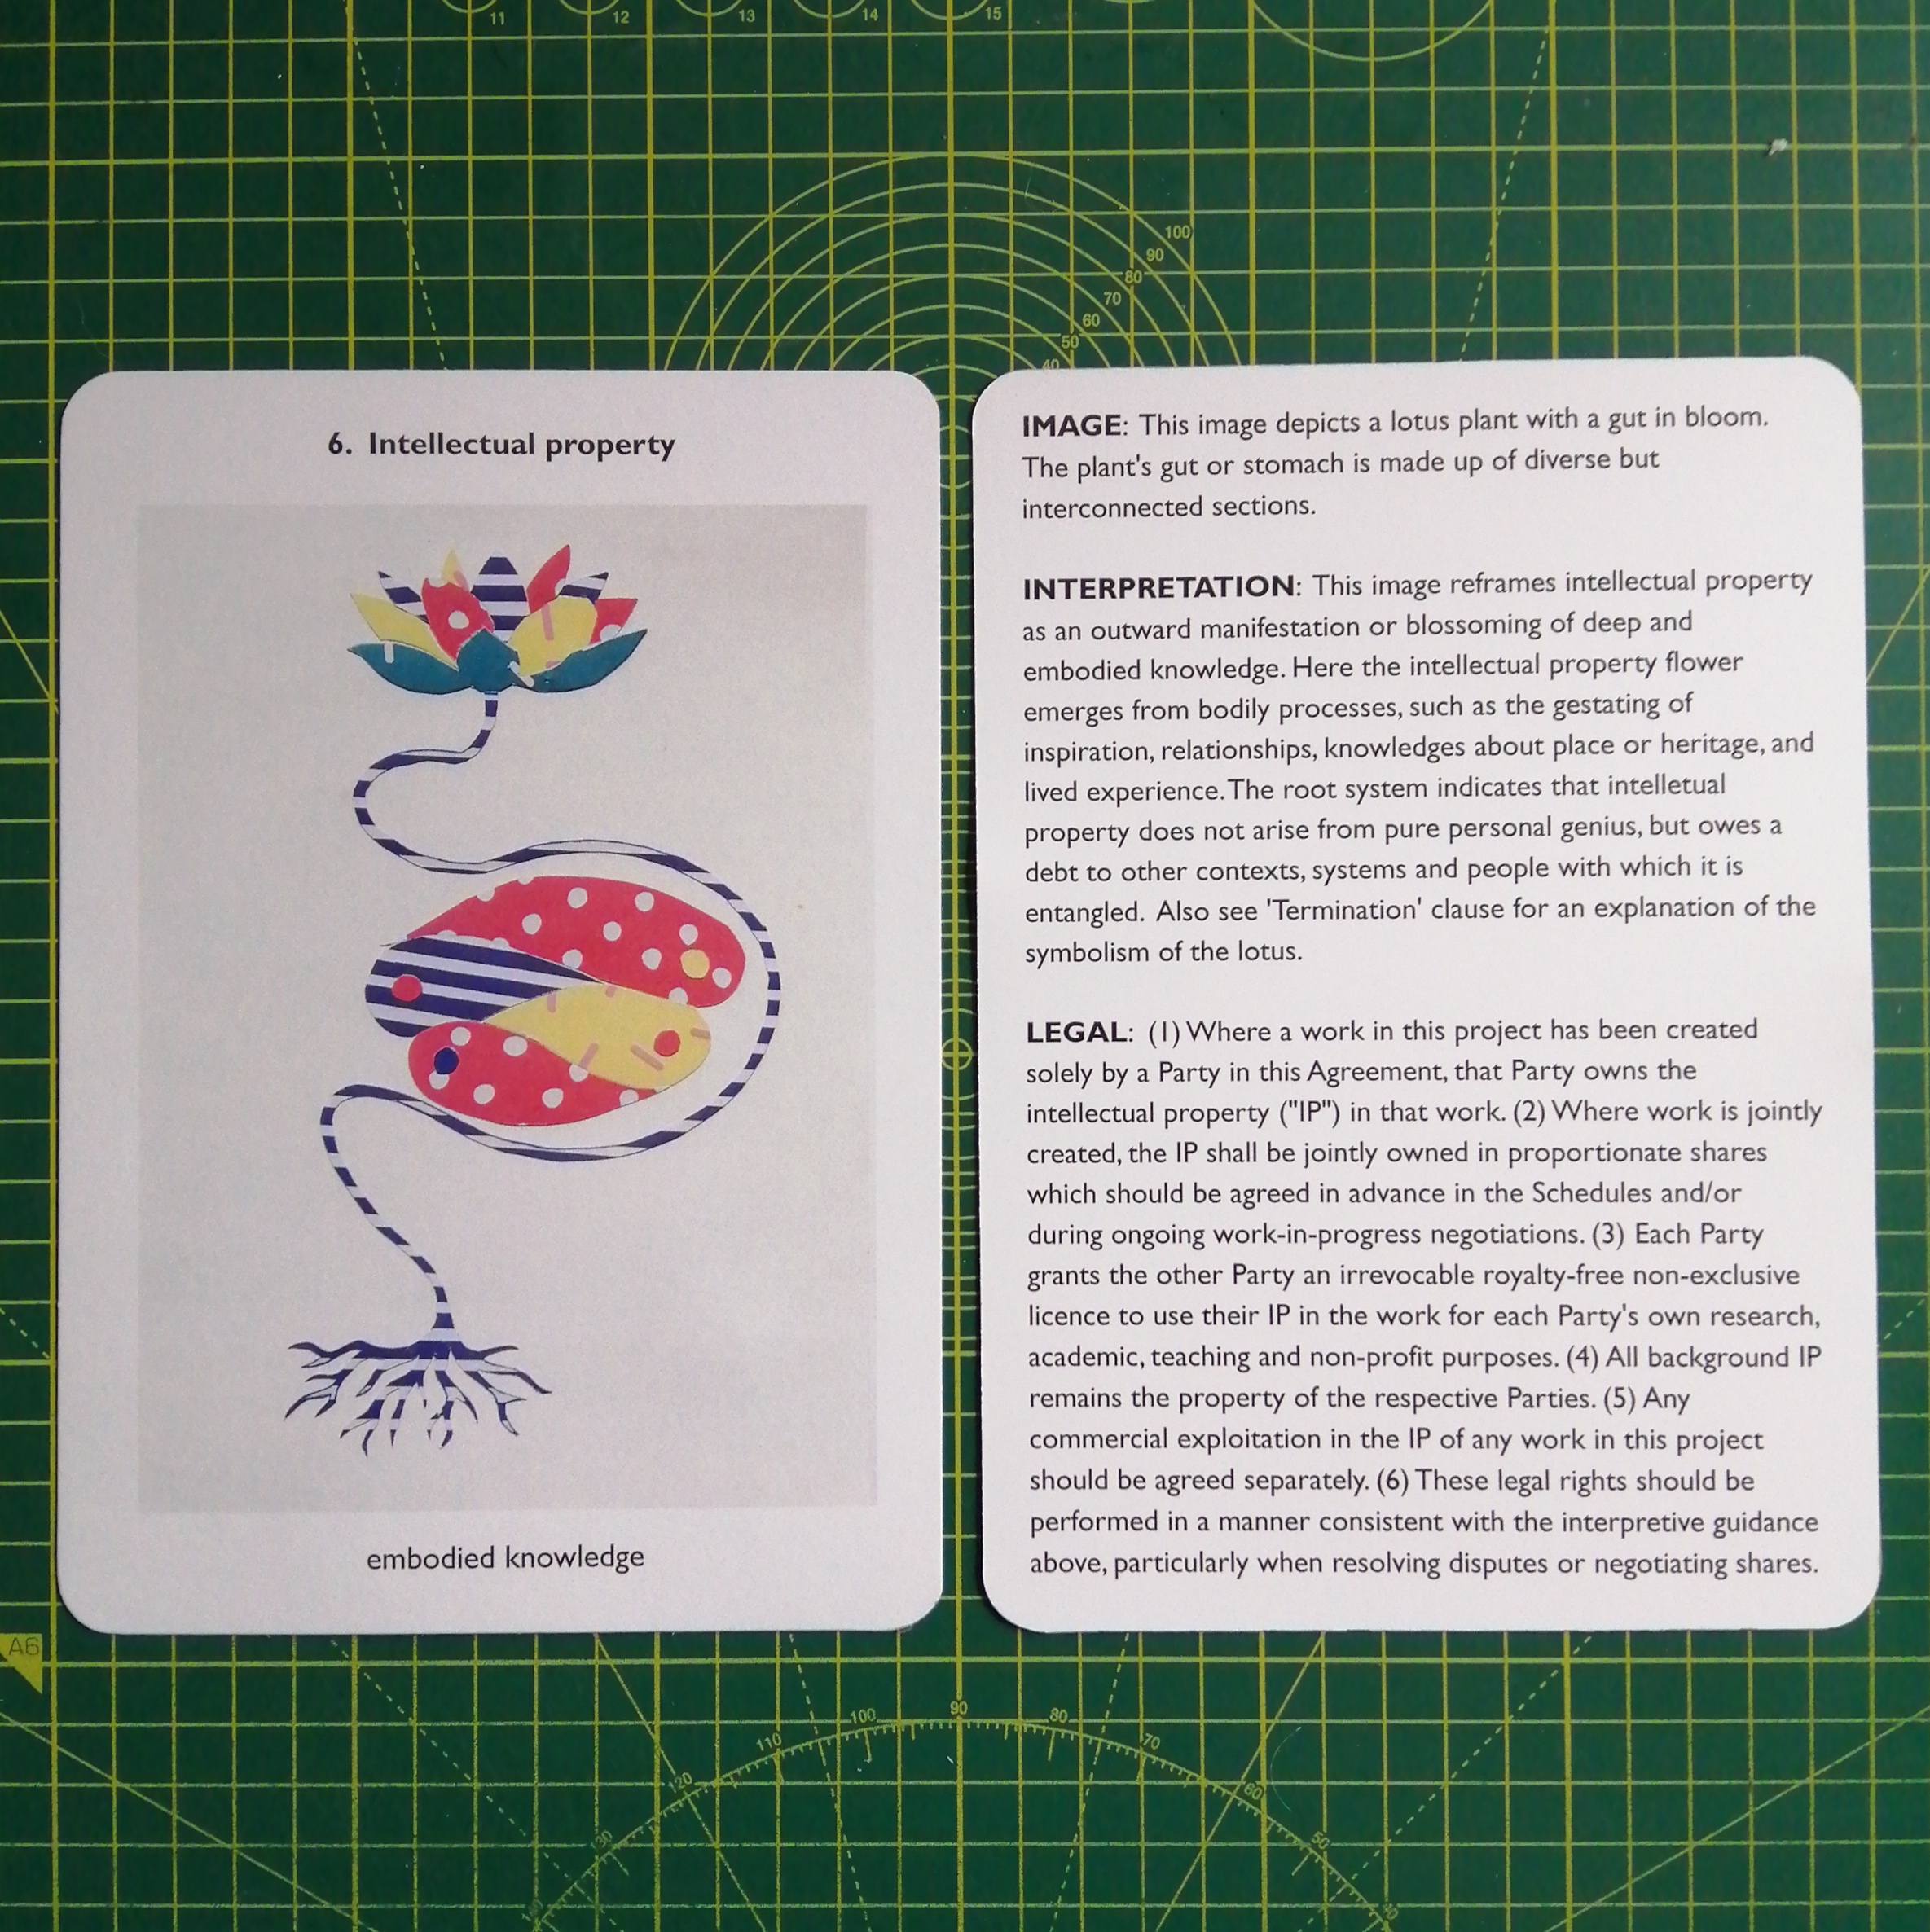 11 12 13 14 15
100
90
80
70
60
50
40
6. Intellectual property
embodied knowledge
IMAGE: This image depicts a lotus plant with a gut in bloom.
The plant's gut or stomach is made up of diverse but
interconnected sections.
INTERPRETATION: This image reframes intellectual property
as an outward manifestation or blossoming of deep and
embodied knowledge. Here the intellectual property flower
emerges from bodily processes, such as the gestating of
inspiration, relationships, knowledges about place or heritage, and
lived experience. The root system indicates that intelletual
property does not arise from pure personal genius, but owes a
debt to other contexts, systems and people with which it is
entangled. Also see 'Termination' clause for an explanation of the
symbolism of the lotus.
LEGAL: (1) Where a work in this project has been created
solely by a Party in this Agreement, that Party owns the
intellectual property ("IP") in that work. (2) Where work is jointly
created, the IP shall be jointly owned in proportionate shares
which should be agreed in advance in the Schedules and/or
during ongoing work-in-progress negotiations. (3) Each Party
grants the other Party an irrevocable royalty-free non-exclusive
licence to use their IP in the work for each Party's own research,
academic, teaching and non-profit purposes. (4) All background IP
remains the property of the respective Parties. (5) Any
commercial exploitation in the IP of any work in this project
should be agreed separately. (6) These legal rights should be
performed in a manner consistent with the interpretive guidance
above, particularly when resolving disputes or negotiating shares.
A6
120 110 100 90 80 70 60 50